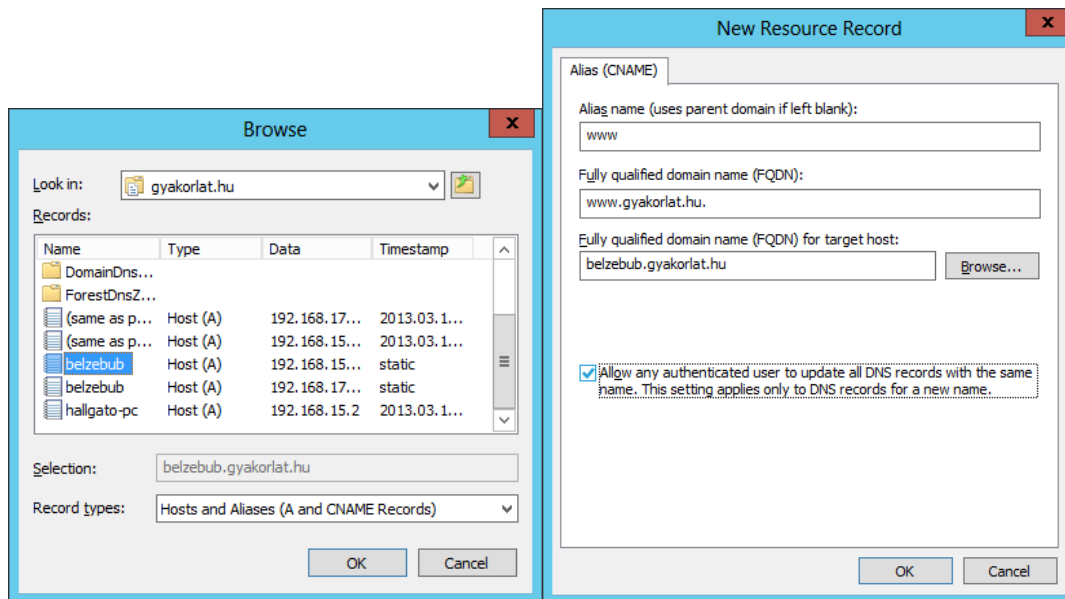 Browse
x
Look in:
gyakorlat.hu
Records:
Name Type Data Timestamp
DomainDns...
ForestDnsZ...
(same as p... Host (A) 192.168.17... 2013.03.1...
(same as p... Host (A) 192.168.15... 2013.03.1...
belzebub Host (A) 192.168.15... static
belzebub Host (A) 192.168.17... static
hallgato-pc Host (A) 192.168.15.2 2013.03.1...
Selection:
belzebub.gyakorlat.hu
Record types:
Hosts and Aliases (A and CNAME Records)
OK Cancel
New Resource Record
x
Alias (CNAME)
Alias name (uses parent domain if left blank):
www
Fully qualified domain name (FQDN):
www.gyakorlat.hu.
Fully qualified domain name (FQDN) for target host:
belzebub.gyakorlat.hu
Browse...
Allow any authenticated user to update all DNS records with the same
name. This setting applies only to DNS records for a new name.
OK Cancel